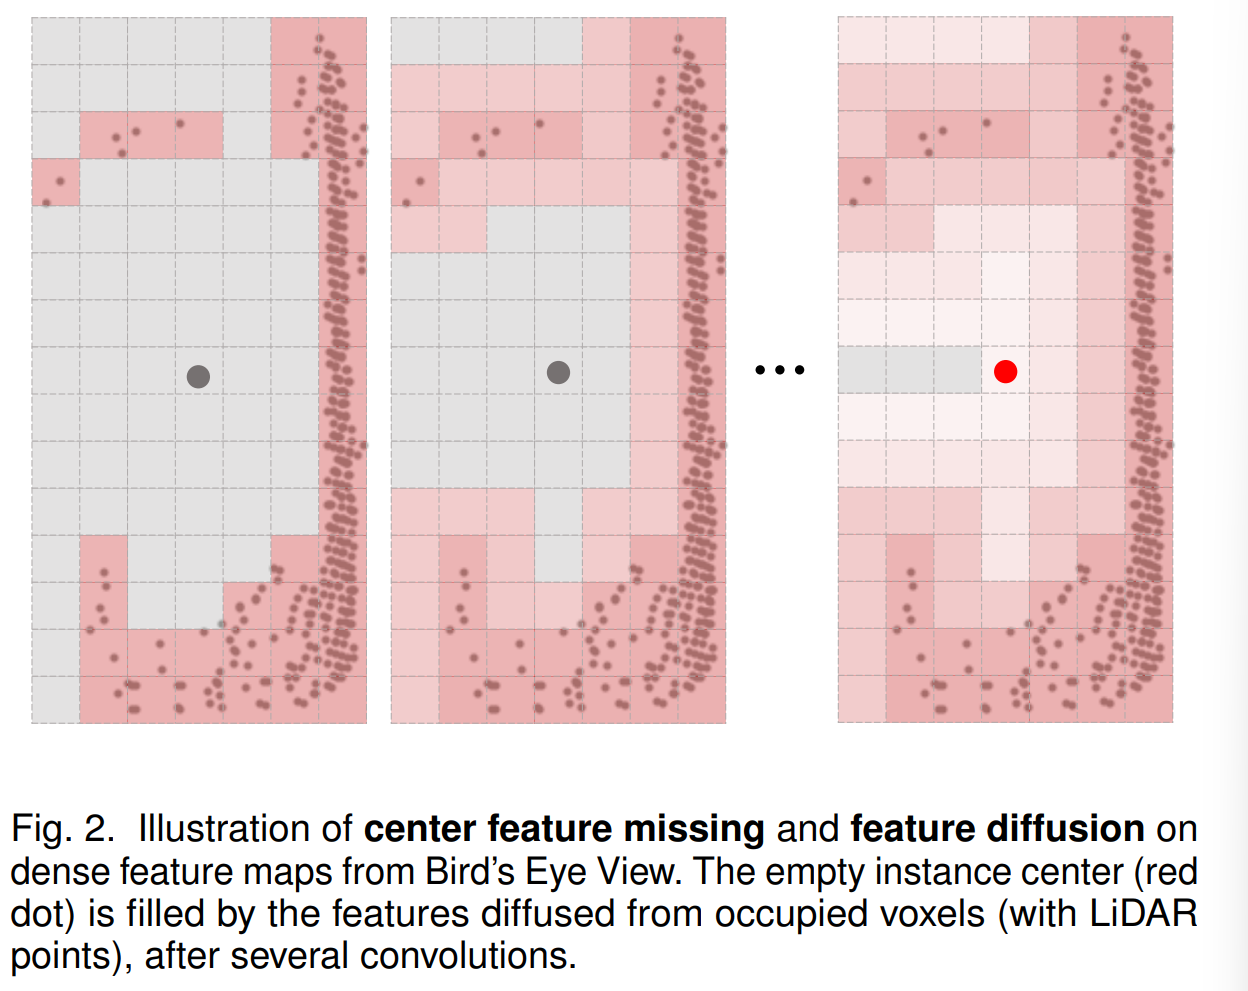 Fig. 2. Illustration of center feature missing and feature diffusion on
dense feature maps from Bird's Eye View. The empty instance center (red
dot) is filled by the features diffused from occupied voxels (with LiDAR
points), after several convolutions.